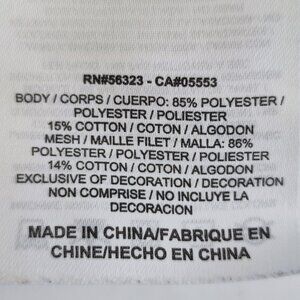 RN#56323 - CA#05553
BODY / CORPS / CUERPO: 85% POLYESTER /
POLYESTER / POLIESTER
15% COTTON / COTON / ALGODON
MESH / MAILLE FILET / MALLA: 86%
POLYESTER / POLYESTER / POLIESTER
14% COTTON / COTON / ALGODON
EXCLUSIVE OF DECORATION / DECORATION
NON COMPRISE / NO INCLUYE LA
DECORACION
MADE IN CHINA/FABRIQUE EN
CHINE/HECHO EN CHINA